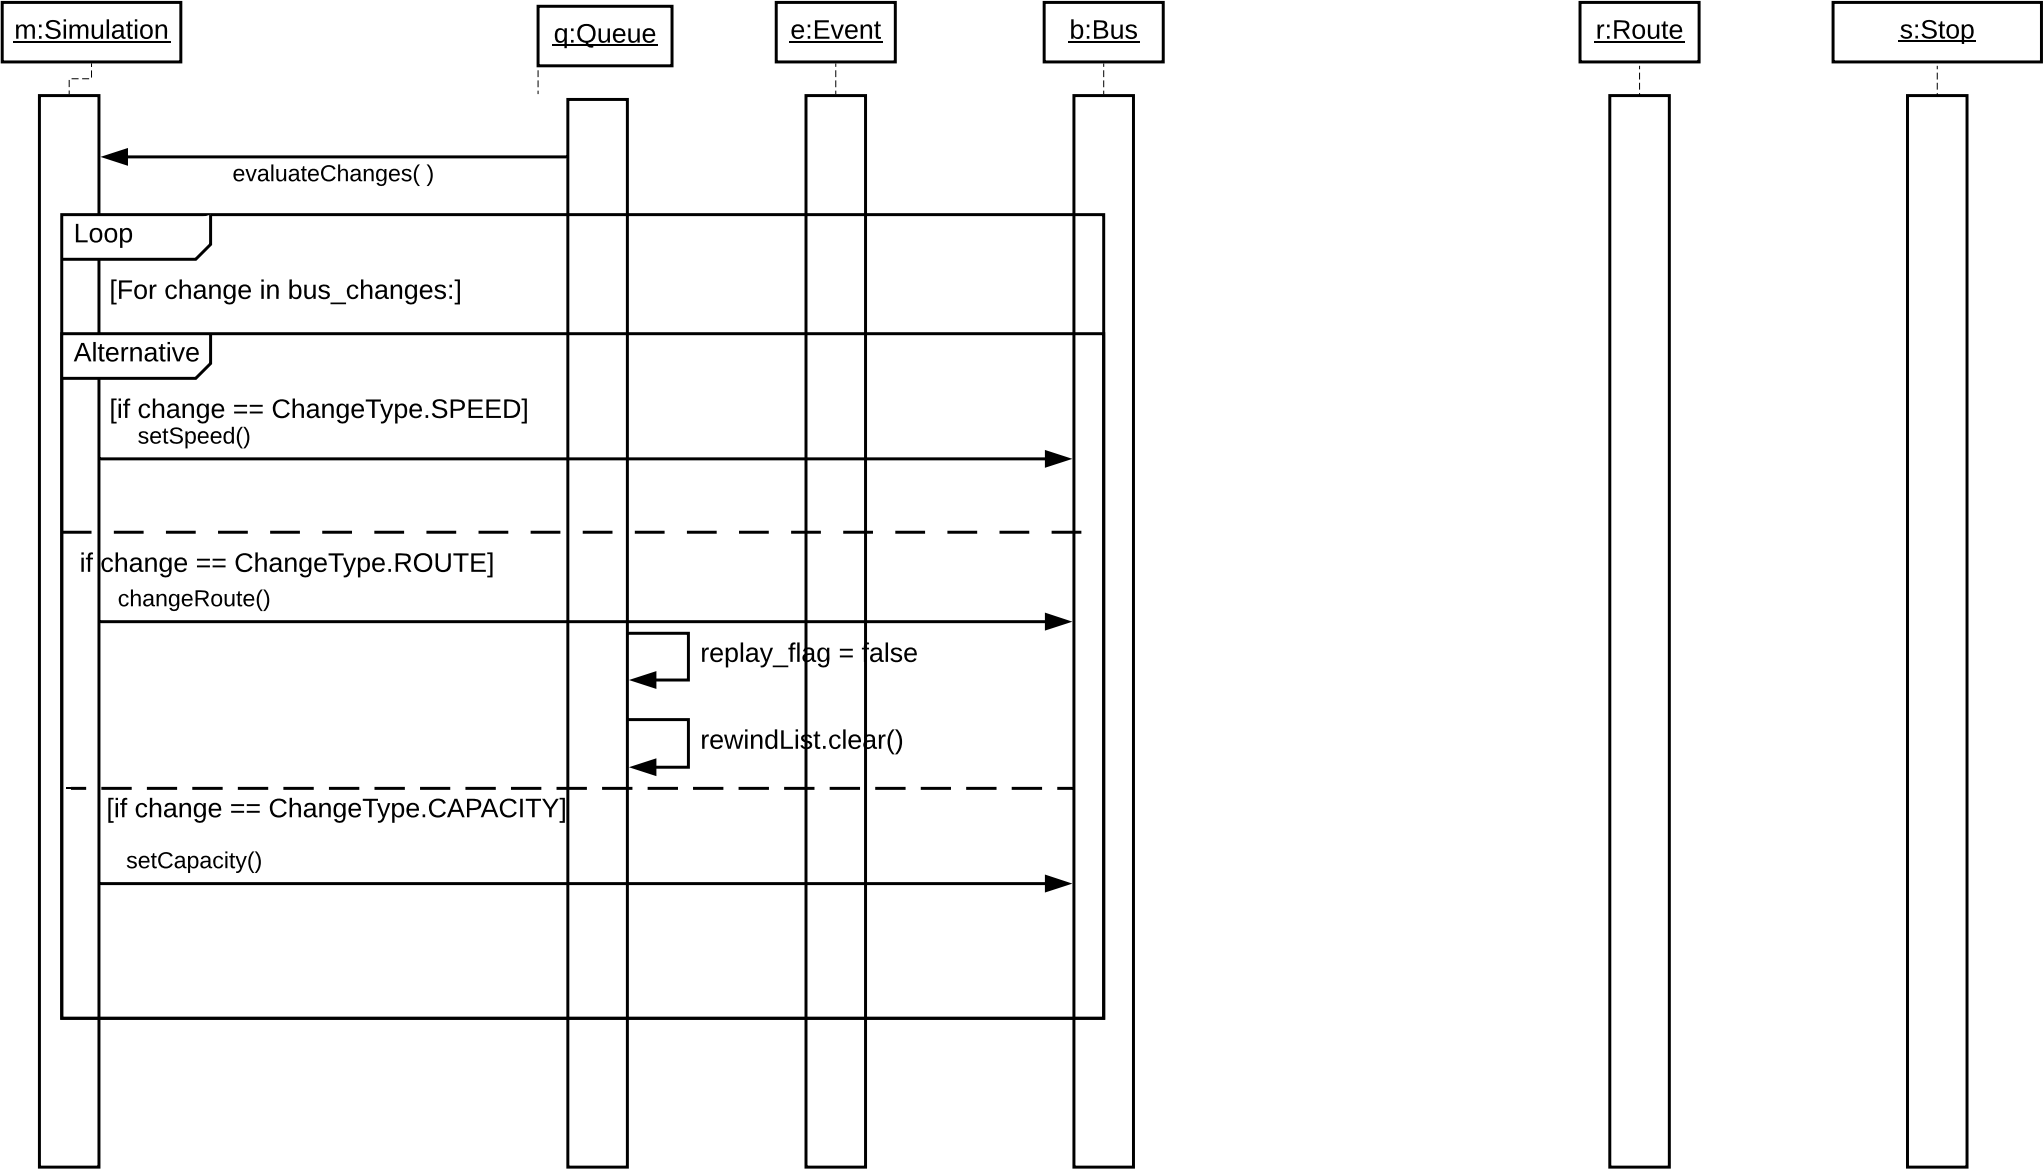 m:Simulation
q:Queue
e:Event
b:Bus
r:Route
s:Stop
evaluateChanges( )
Loop
[For change in bus_changes:]
Alternative
[if change == ChangeType.SPEED]
setSpeed()
if change == ChangeType.ROUTE]
changeRoute()
replay_flag = false
rewindList.clear()
[if change == ChangeType.CAPACITY]
setCapacity()